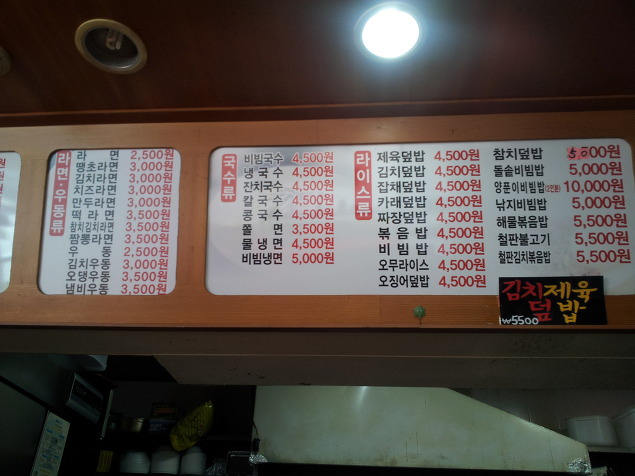 라면·우동류
라면 2,500원
땡초라면 3,000원
김치라면 3,000원
치즈라면 3,000원
만두라면 3,000원
떡라면 3,500원
참치김치라면 3,500원
짬뽕라면 3,500원
우동 2,500원
김치우동 3,000원
오뎅우동 3,500원
냄비우동 3,500원
국수류
비빔국수 4,500원
냉국수 4,500원
잔치국수 4,500원
칼국수 4,500원
콩국수 4,500원
쫄면 3,500원
물냉면 4,500원
비빔냉면 5,000원
라이스류
제육덮밥 4,500원
김치덮밥 4,500원
잡채덮밥 4,500원
카래덮밥 4,500원
짜장덮밥 4,500원
볶음밥 4,500원
비빔밥 4,500원
오무라이스 4,500원
오징어덮밥 4,500원
참치덮밥 5,500원
돌솥비빔밥 5,000원
양푼이비빔밥(2인분) 10,000원
낙지비빔밥 5,000원
해물볶음밥 5,500원
철판불고기 5,500원
철판김치볶음밥 5,500원
김치제육
덮밥
₩5500